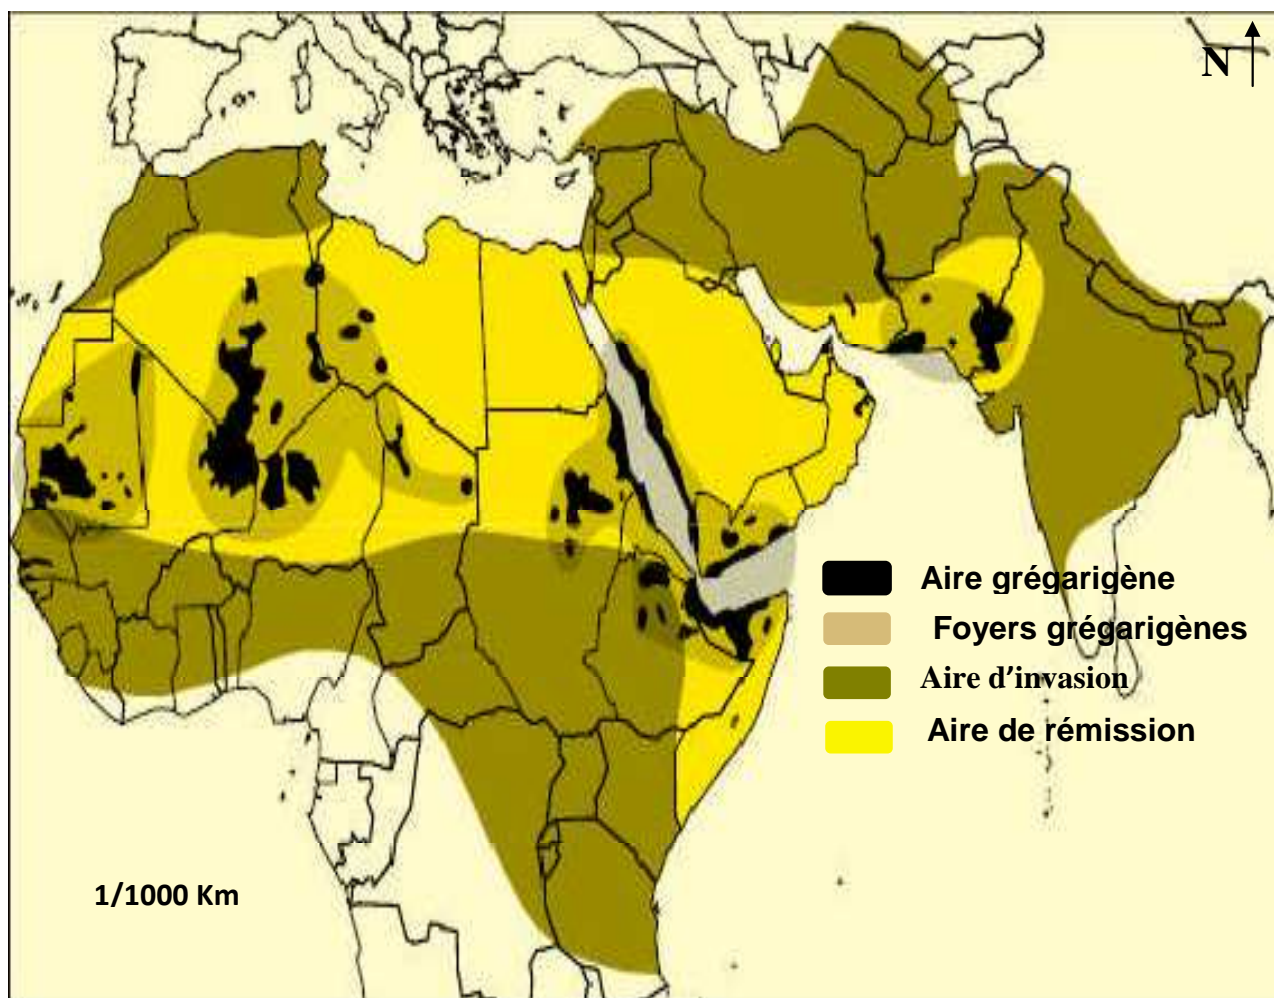 N
Aire grégarigène
Foyers grégarigènes
Aire d'invasion
Aire de rémission
1/1000 Km